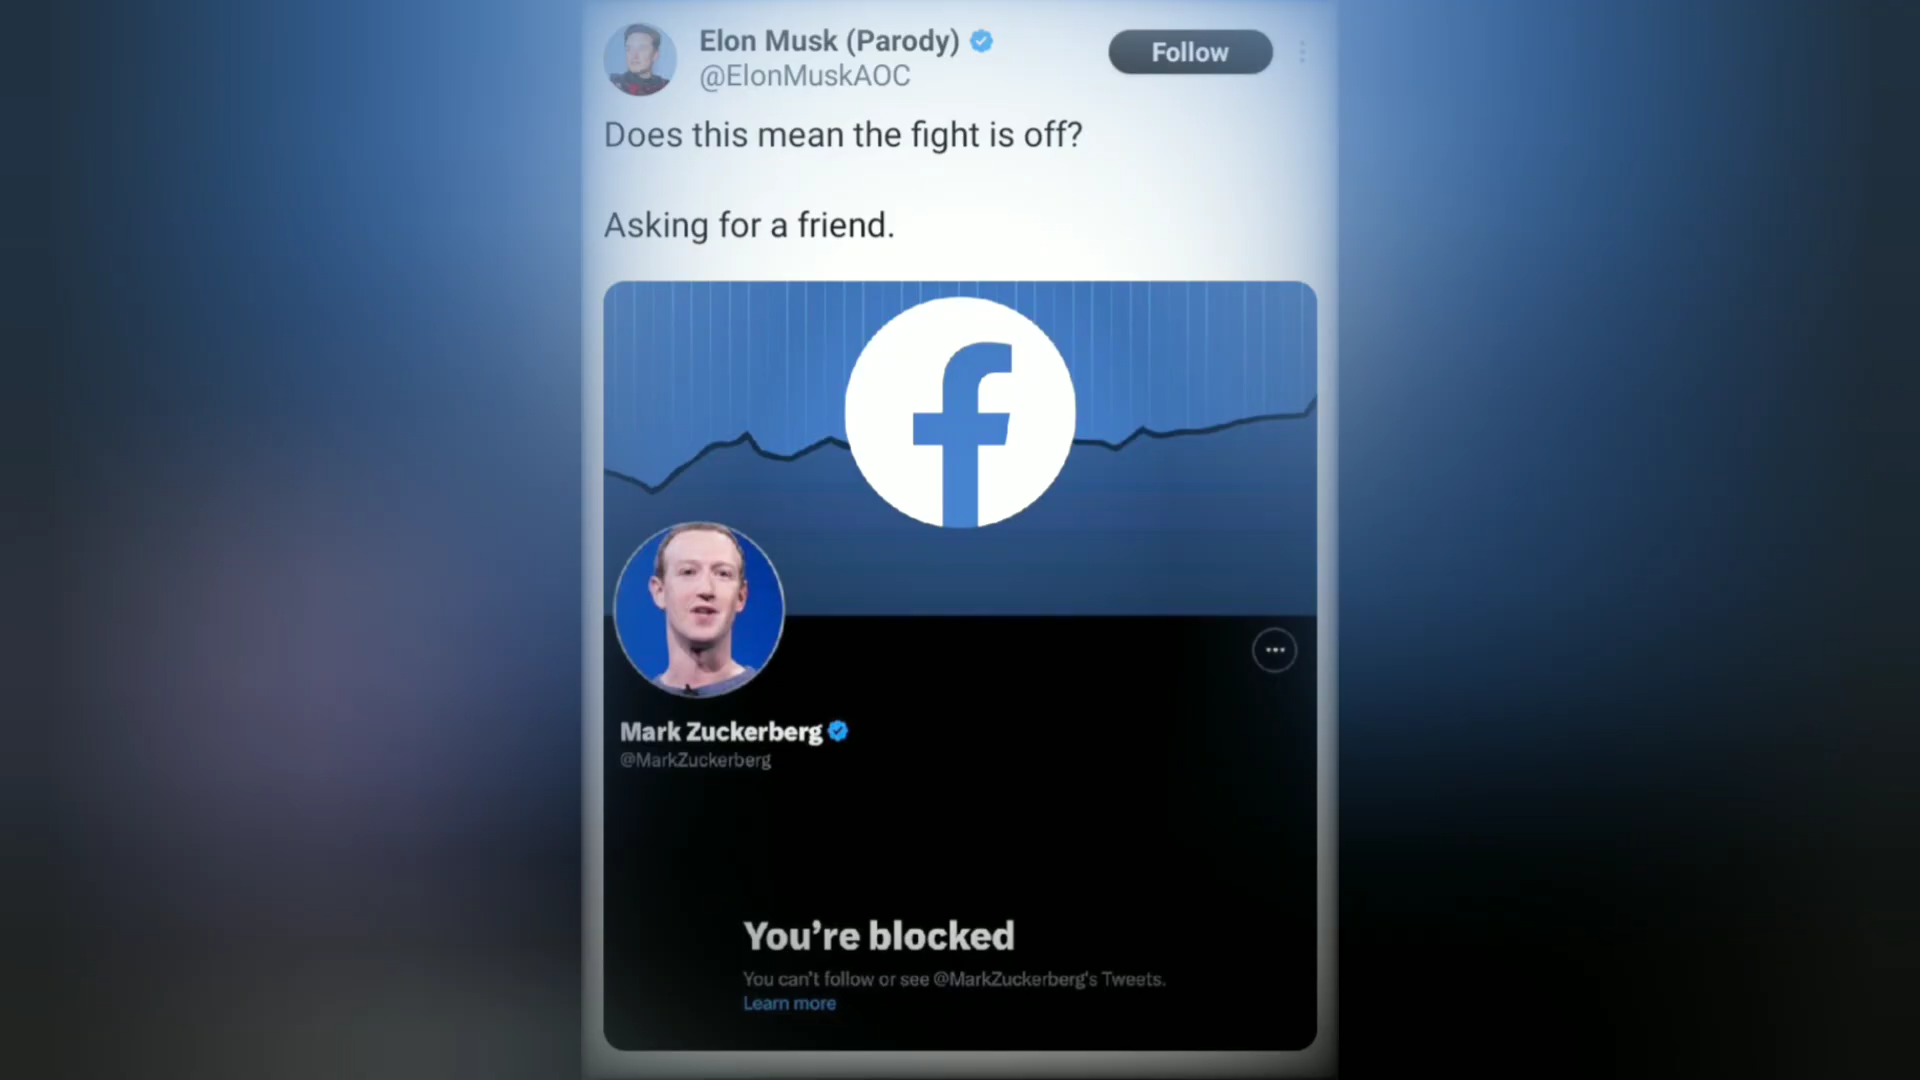 Elon Musk (Parody)
@ElonMuskAOC
Follow
Does this mean the fight is off?
Asking for a friend.
f
Mark Zuckerberg
@MarkZuckerberg
You're blocked
You can't follow or see @MarkZuckerberg's Tweets.
Learn more